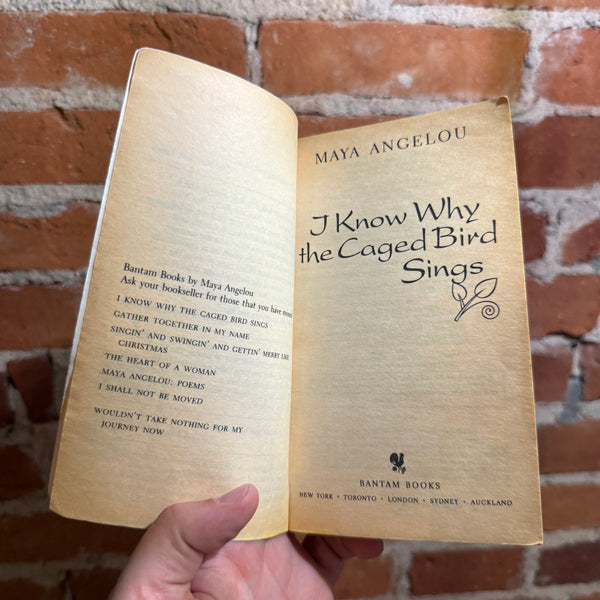 Bantam Books by Maya Angelou
Ask your bookseller for those that you have
I KNOW WHY THE CAGED BIRD SINGS
GATHER TOGETHER IN MY NAME
SINGIN' AND SWINGIN' AND GETTIN' MERRY LIKE
CHRISTMAS
THE HEART OF A WOMAN
MAYA ANGELOU: POEMS
I SHALL NOT BE MOVED
WOULDN'T TAKE NOTHING FOR MY
JOURNEY NOW
MAYA ANGELOU
I Know Why
the Caged Bird
Sings
BANTAM BOOKS
NEW YORK • TORONTO • LONDON • SYDNEY • AUCKLAND